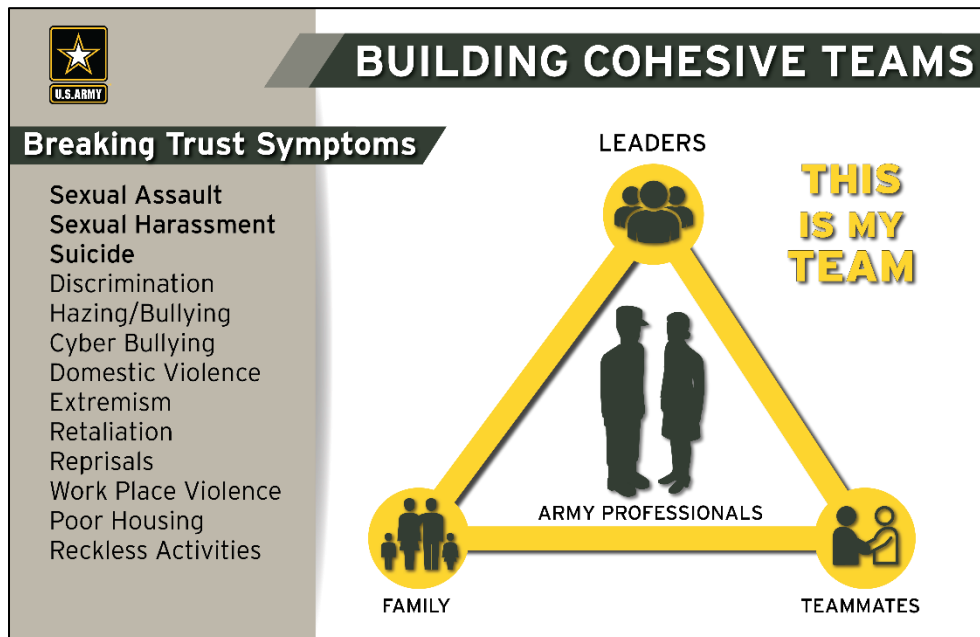 U.S.ARMY
BUILDING COHESIVE TEAMS
Breaking Trust Symptoms
Sexual Assault
Sexual Harassment
Suicide
Discrimination
Hazing/Bullying
Cyber Bullying
Domestic Violence
Extremism
Retaliation
Reprisals
Work Place Violence
Poor Housing
Reckless Activities
LEADERS
THIS
IS MY
TEAM
ARMY PROFESSIONALS
FAMILY
TEAMMATES